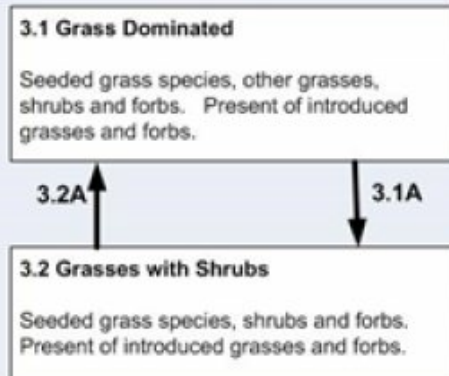 3.1 Grass Dominated
Seeded grass species, other grasses,
shrubs and forbs. Present of introduced
grasses and forbs.
3.2A
3.1A
3.2 Grasses with Shrubs
Seeded grass species, shrubs and forbs.
Present of introduced grasses and forbs.